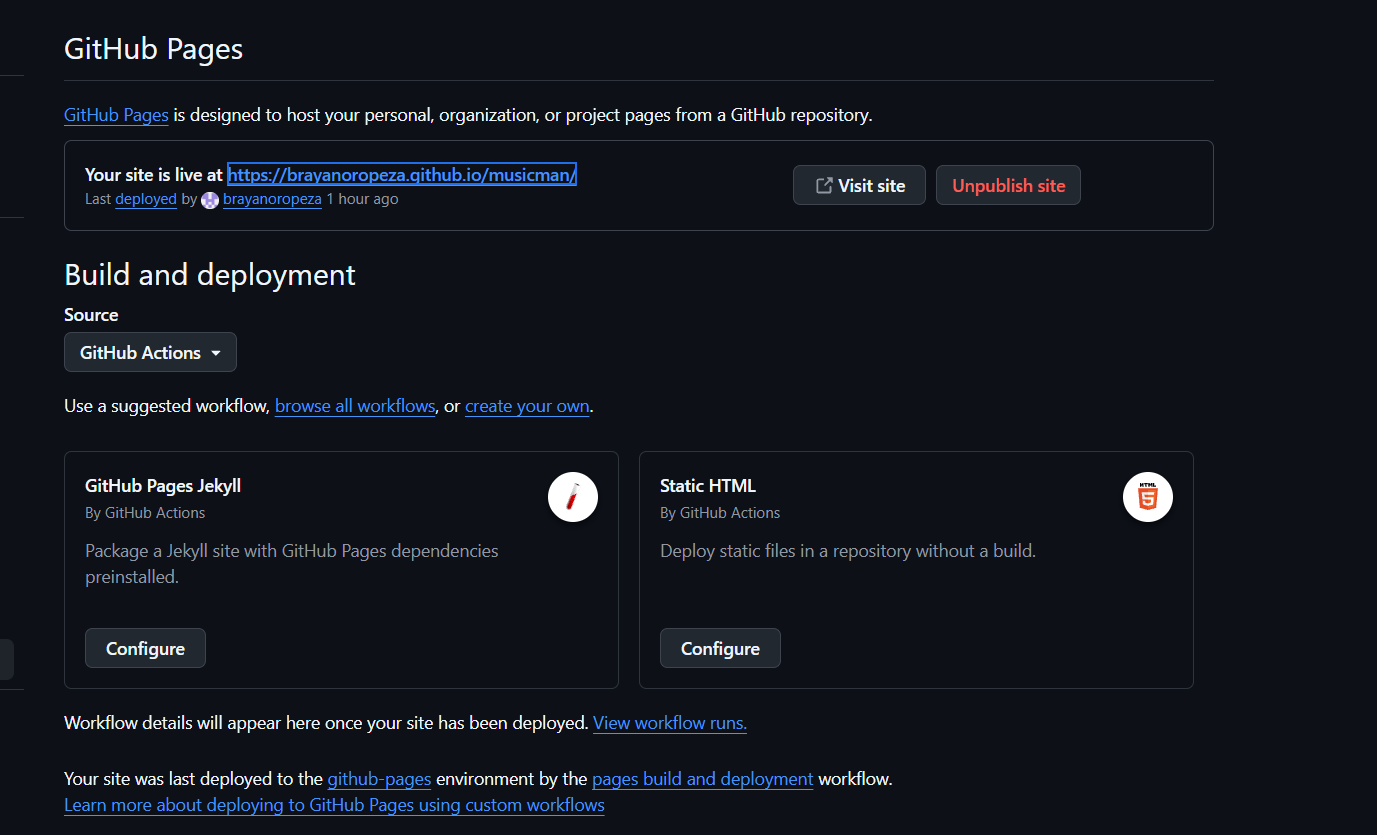 GitHub Pages
GitHub Pages is designed to host your personal, organization, or project pages from a GitHub repository.
Your site is live at https://brayanoropeza.github.io/musicman/
Last deployed by brayanoropeza 1 hour ago
Visit site
Unpublish site
Build and deployment
Source
GitHub Actions
Use a suggested workflow, browse all workflows, or create your own.
GitHub Pages Jekyll
By GitHub Actions
Package a Jekyll site with GitHub Pages dependencies
preinstalled.
Configure
Static HTML
HTML
5
By GitHub Actions
Deploy static files in a repository without a build.
Configure
Workflow details will appear here once your site has been deployed. View workflow runs.
Your site was last deployed to the github-pages environment by the pages build and deployment workflow.
Learn more about deploying to GitHub Pages using custom workflows